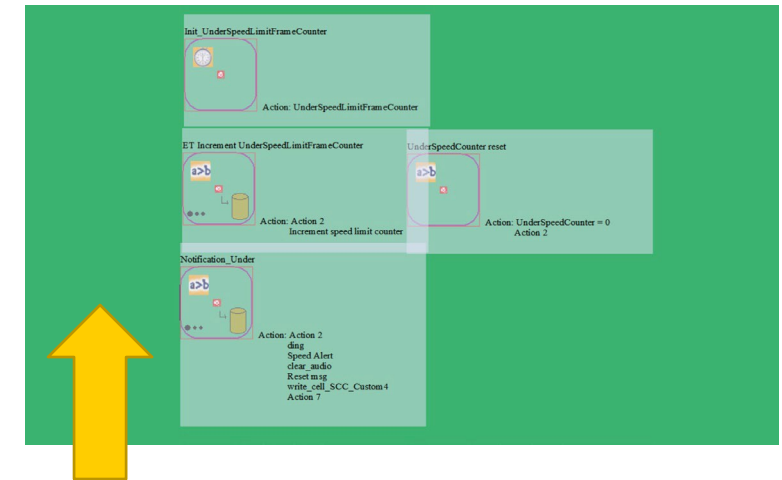 Init_UnderSpeedLimitFrameCounter
Action: UnderSpeedLimitFrameCounter
ET Increment UnderSpeedLimitFrameCounter
a>b
Action: Action 2
Increment speed limit counter
UnderSpeedCounter reset
a>b
Action: UnderSpeedCounter = 0
Action 2
Notification_Under
a>b
Action: Action 2
ding
Speed Alert
clear_audio
Reset msg
write_cell_SCC_Custom4
Action 7